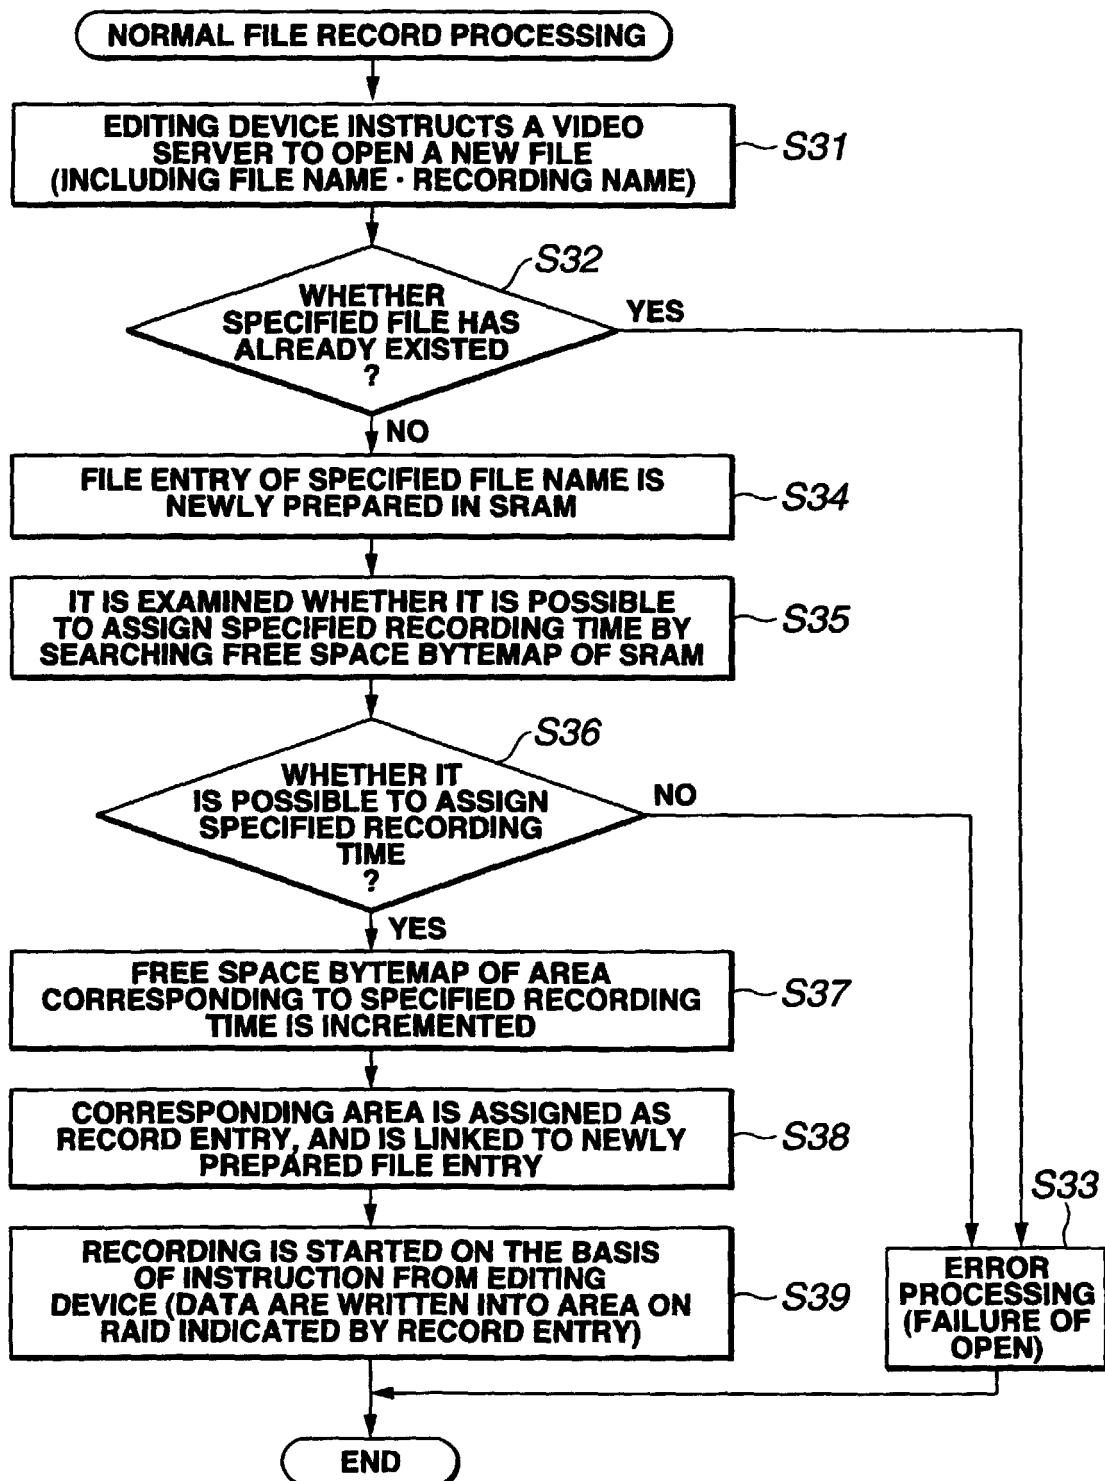 NORMAL FILE RECORD PROCESSING
EDITING DEVICE INSTRUCTS A VIDEO
SERVER TO OPEN A NEW FILE
(INCLUDING FILE NAME · RECORDING NAME)
S31
S32
WHETHER
SPECIFIED FILE HAS
ALREADY EXISTED
?
YES
NO
FILE ENTRY OF SPECIFIED FILE NAME IS
NEWLY PREPARED IN SRAM
S34
IT IS EXAMINED WHETHER IT IS POSSIBLE
TO ASSIGN SPECIFIED RECORDING TIME BY
SEARCHING FREE SPACE BYTEMAP OF SRAM
S35
S36
WHETHER IT
IS POSSIBLE TO ASSIGN
SPECIFIED RECORDING
TIME
?
NO
YES
FREE SPACE BYTEMAP OF AREA
CORRESPONDING TO SPECIFIED RECORDING
TIME IS INCREMENTED
S37
CORRESPONDING AREA IS ASSIGNED AS
RECORD ENTRY, AND IS LINKED TO NEWLY
PREPARED FILE ENTRY
S38
RECORDING IS STARTED ON THE BASIS
OF INSTRUCTION FROM EDITING
DEVICE (DATA ARE WRITTEN INTO AREA ON
RAID INDICATED BY RECORD ENTRY)
S39
S33
ERROR
PROCESSING
(FAILURE OF
OPEN)
END